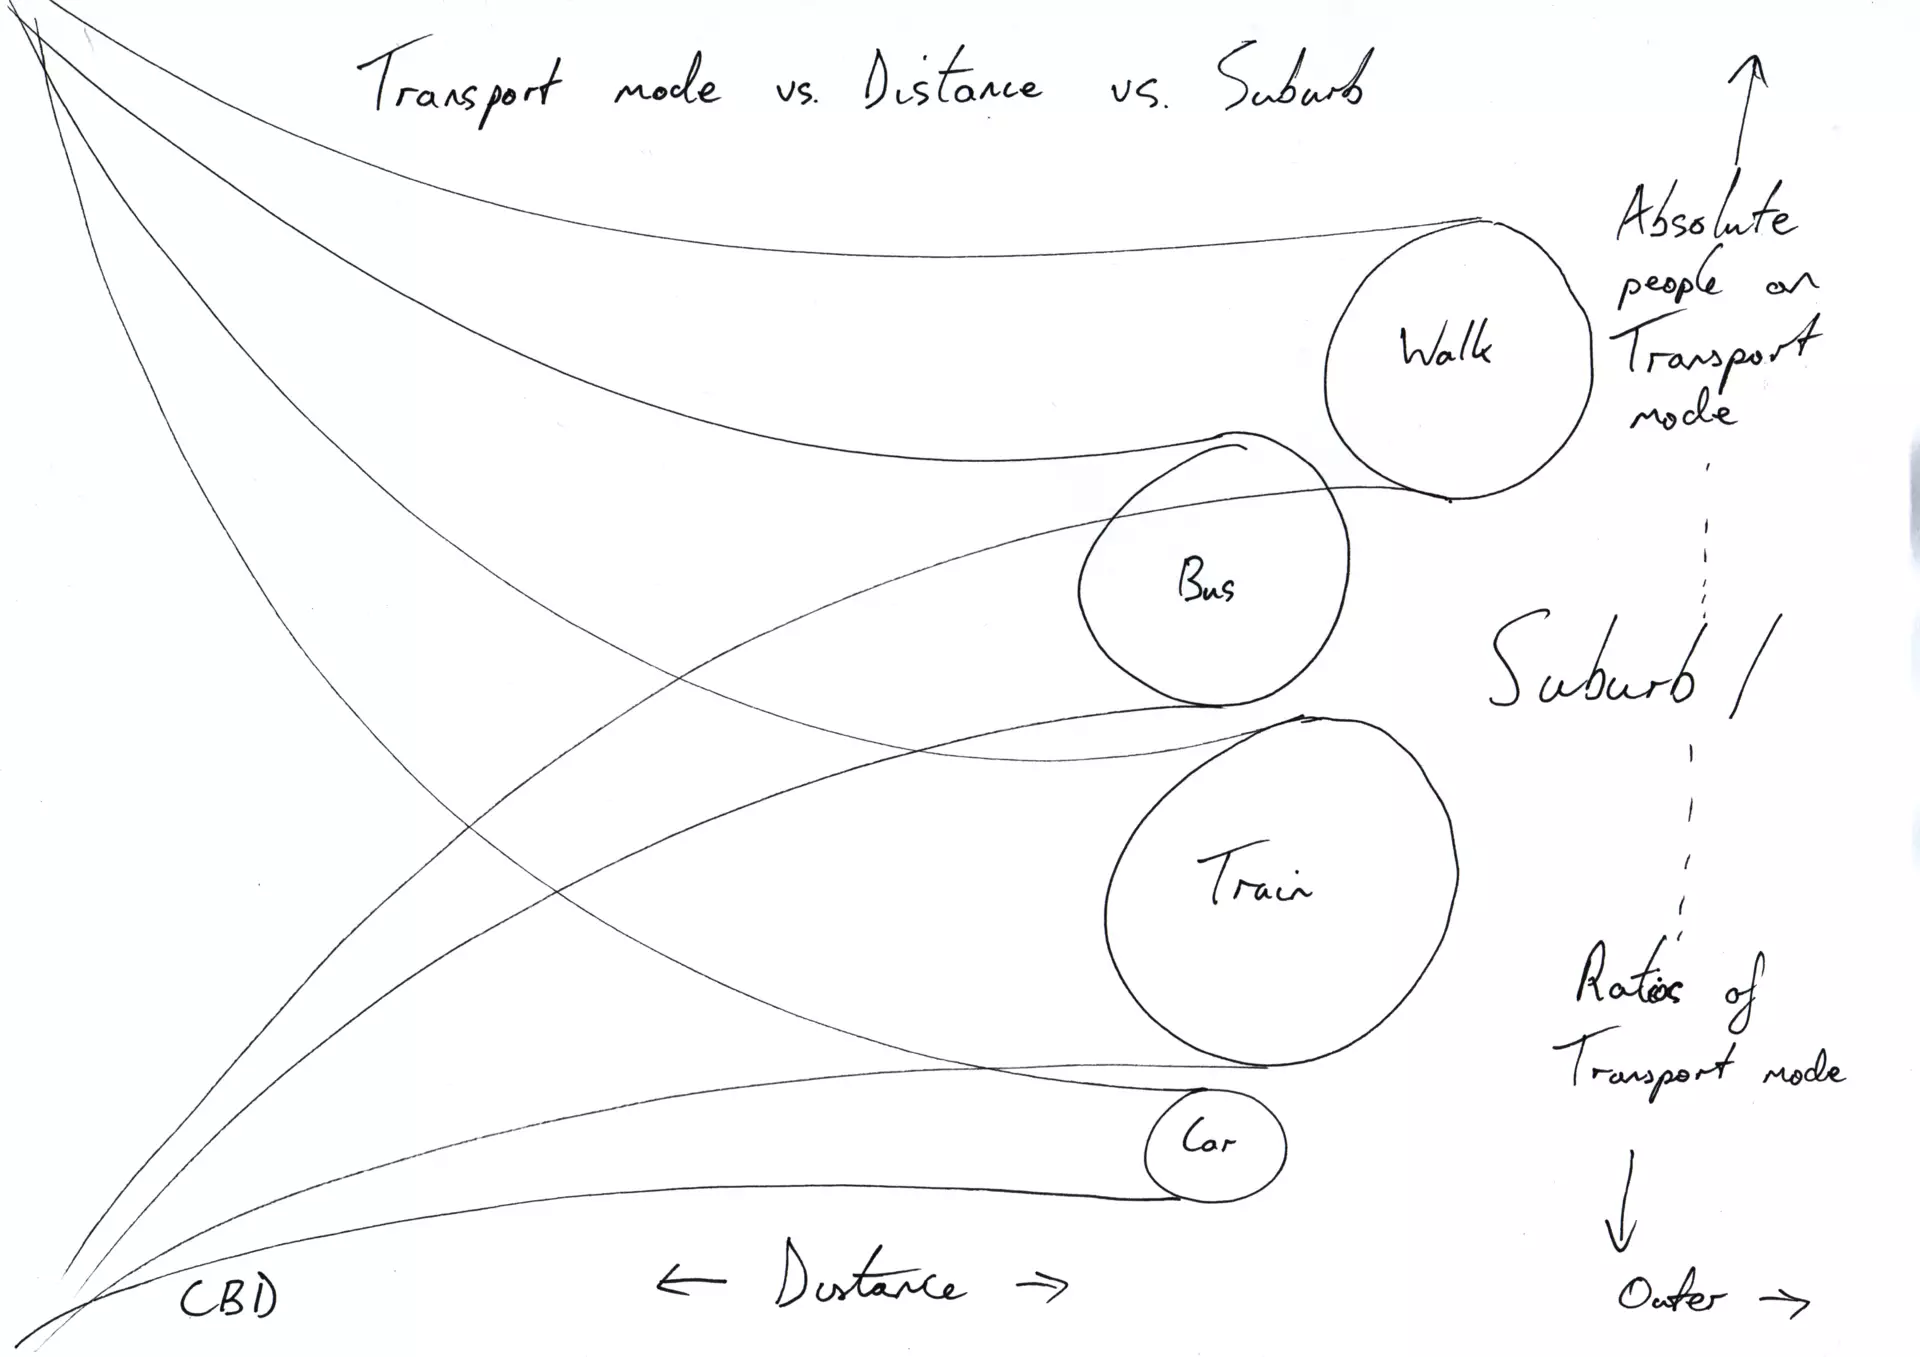 Transport mode vs. Distance vs. Suburb
Absolute
people on
Transport
mode
Walk
Bus
Suburb /
Train
Ratios of
Transport mode
Car
CBD
← Distance →
Outer →